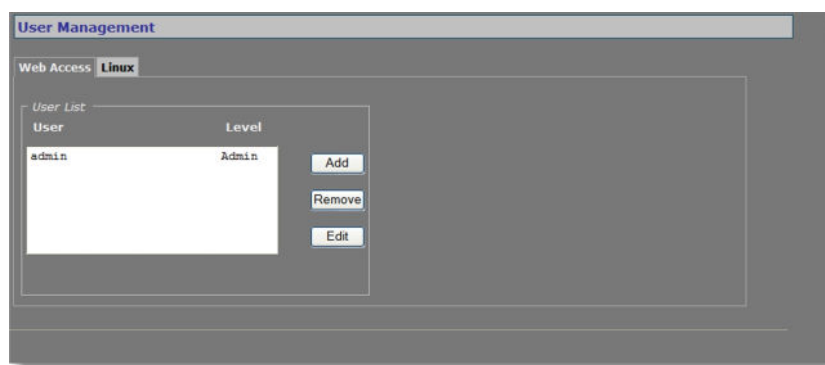 User Management
Web Access Linux
User List
User Level
admin Admin
Add
Remove
Edit